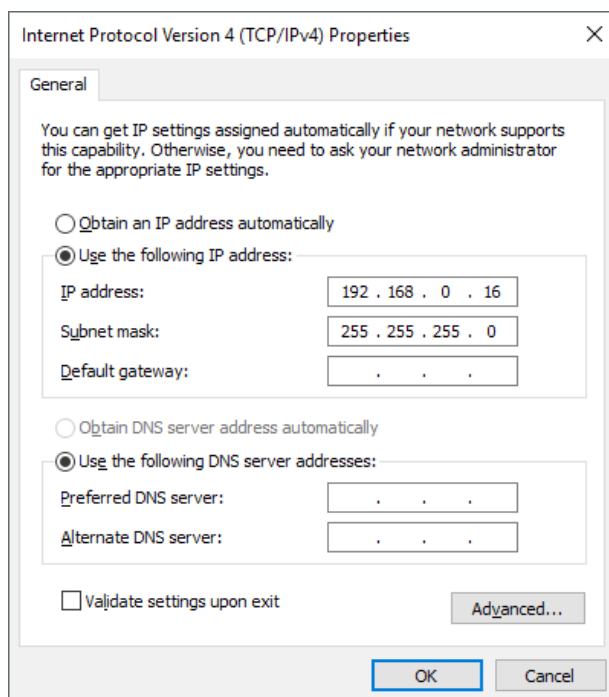 Internet Protocol Version 4 (TCP/IPv4) Properties
General
You can get IP settings assigned automatically if your network supports
this capability. Otherwise, you need to ask your network administrator
for the appropriate IP settings.
Obtain an IP address automatically
Use the following IP address:
IP address: 192 . 168 . 0 . 16
Subnet mask: 255 . 255 . 255 . 0
Default gateway: . . .
Obtain DNS server address automatically
Use the following DNS server addresses:
Preferred DNS server: . . .
Alternate DNS server: . . .
Validate settings upon exit
Advanced...
OK Cancel